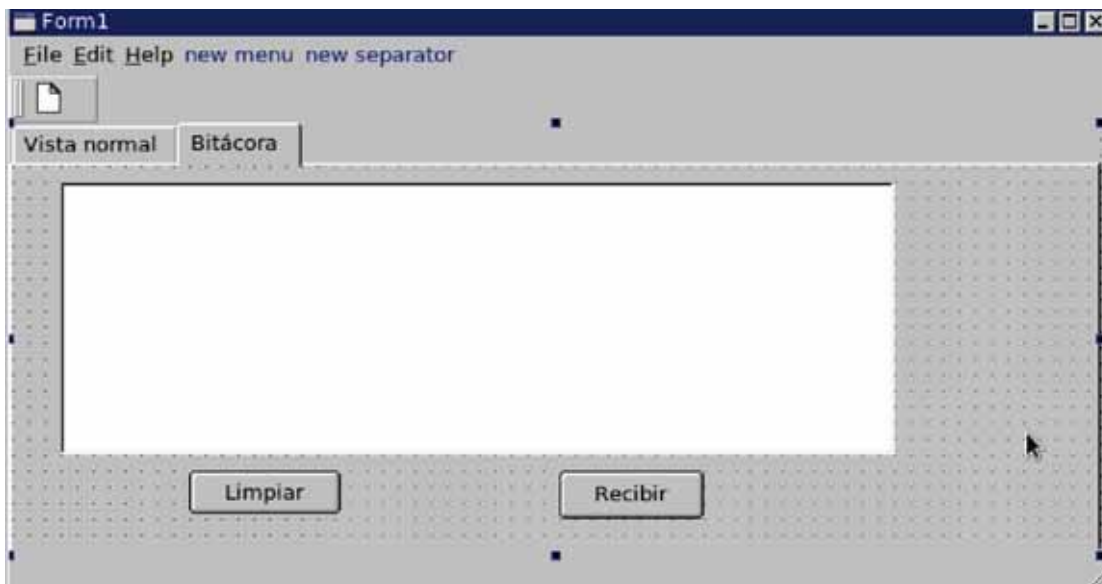 Form1
File Edit Help new menu new separator
Vista normal Bitácora
Limpiar Recibir